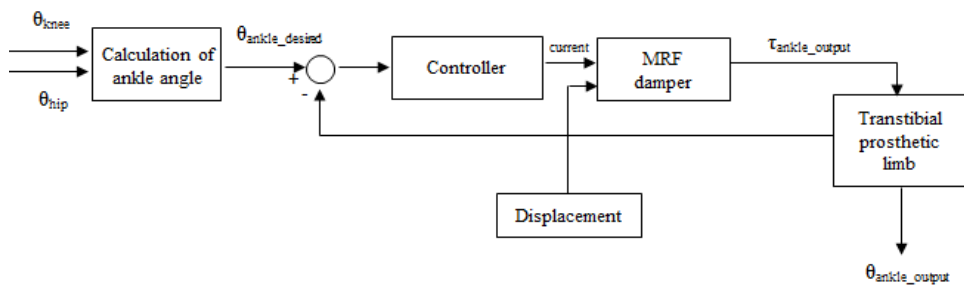 θknee
Calculation of
ankle angle
θhip
θankle_desired
+
-
Controller
current
MRF
damper
τankle_output
Transtibial
prosthetic
limb
Displacement
θankle_output